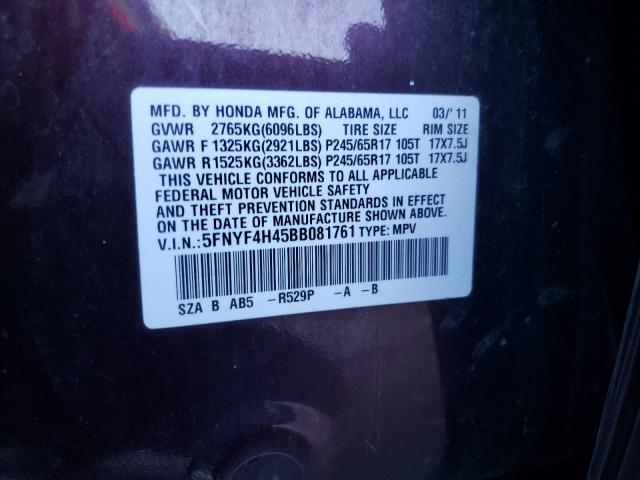 MFD. BY HONDA MFG. OF ALABAMA, LLC 03/'11
GVWR 2765KG(6096LBS) TIRE SIZE RIM SIZE
GAWR F 1325KG(2921LBS) P245/65R17 105T 17X7.5J
GAWR R 1525KG(3362LBS) P245/65R17 105T 17X7.5J
THIS VEHICLE CONFORMS TO ALL APPLICABLE
FEDERAL MOTOR VEHICLE SAFETY
AND THEFT PREVENTION STANDARDS IN EFFECT
ON THE DATE OF MANUFACTURE SHOWN ABOVE.
V.I.N.:5FNYF4H45BB081761 TYPE: MPV
SZA B AB5 -R529P -A -B